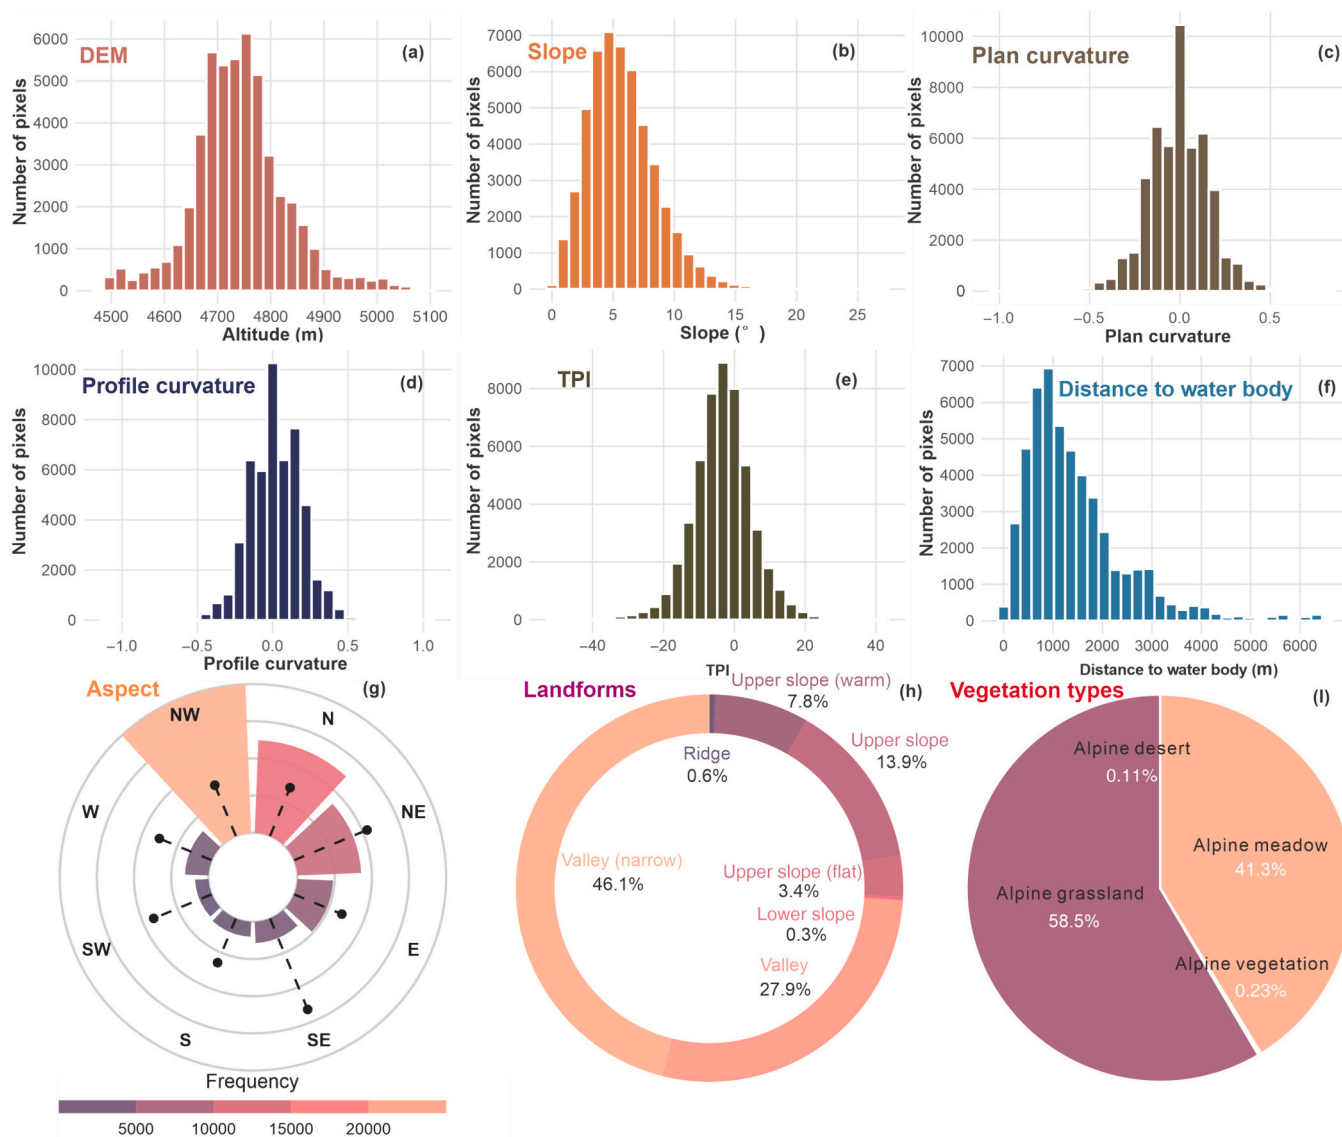 DEM
(a)
Number of pixels
6000
5000
4000
3000
2000
1000
0
4500 4600 4700 4800 4900 5000 5100
Altitude (m)
Slope
(b)
Number of pixels
7000
6000
5000
4000
3000
2000
1000
0
0 5 10 15 20 25
Slope (° )
Plan curvature
(c)
Number of pixels
10000
8000
6000
4000
2000
0
−1.0 −0.5 0.0 0.5
Plan curvature
Profile curvature
(d)
Number of pixels
10000
8000
6000
4000
2000
0
−1.0 −0.5 0.0 0.5 1.0
Profile curvature
TPI
(e)
Number of pixels
8000
6000
4000
2000
0
−40 −20 0 20 40
TPI
Distance to water body
(f)
Number of pixels
7000
6000
5000
4000
3000
2000
1000
0
0 1000 2000 3000 4000 5000 6000
Distance to water body (m)
Aspect
(g)
NW
N
W
NE
SW
E
S
SE
Frequency
5000 10000 15000 20000
Landforms
(h)
Upper slope (warm)
7.8%
Ridge
0.6%
Upper slope
13.9%
Valley (narrow)
46.1%
Upper slope (flat)
3.4%
Lower slope
0.3%
Valley
27.9%
Vegetation types
(I)
Alpine desert
0.11%
Alpine meadow
41.3%
Alpine grassland
58.5%
Alpine vegetation
0.23%